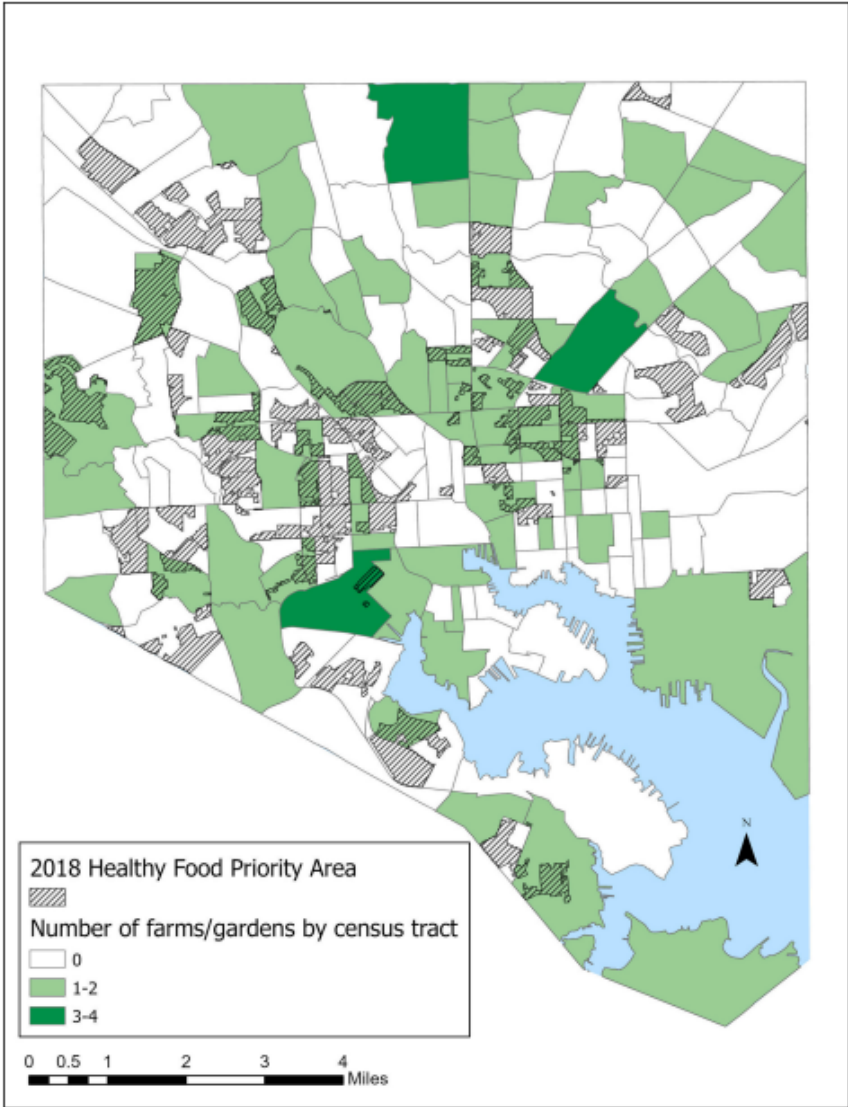 N
2018 Healthy Food Priority Area
Number of farms/gardens by census tract
0
1-2
3-4
0 0.5 1 2 3 4
Miles